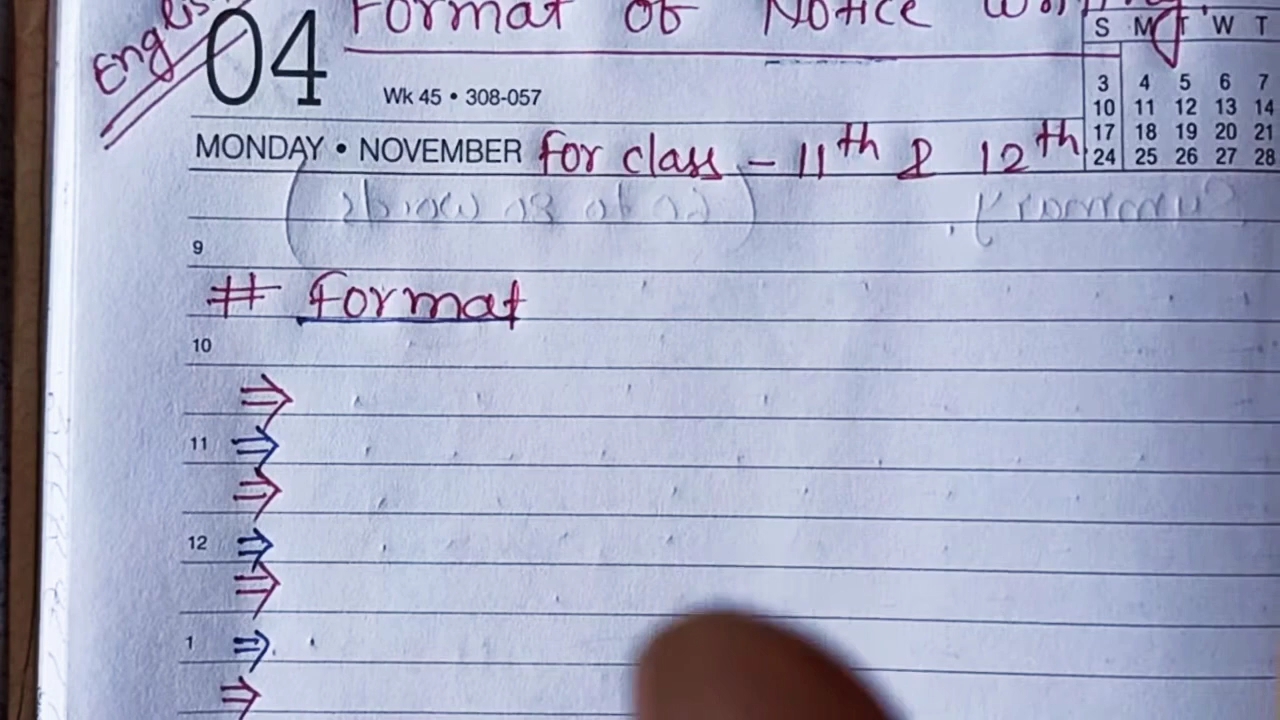 English
Format of Notice Writing
04
Wk 45 • 308-057
S M T W T
3 4 5 6 7
10 11 12 13 14
17 18 19 20 21
24 25 26 27 28
MONDAY • NOVEMBER For class - 11th & 12th
9
# Format
10
⇒
11 ⇒
⇒
12 ⇒
⇒
1 ⇒
⇒